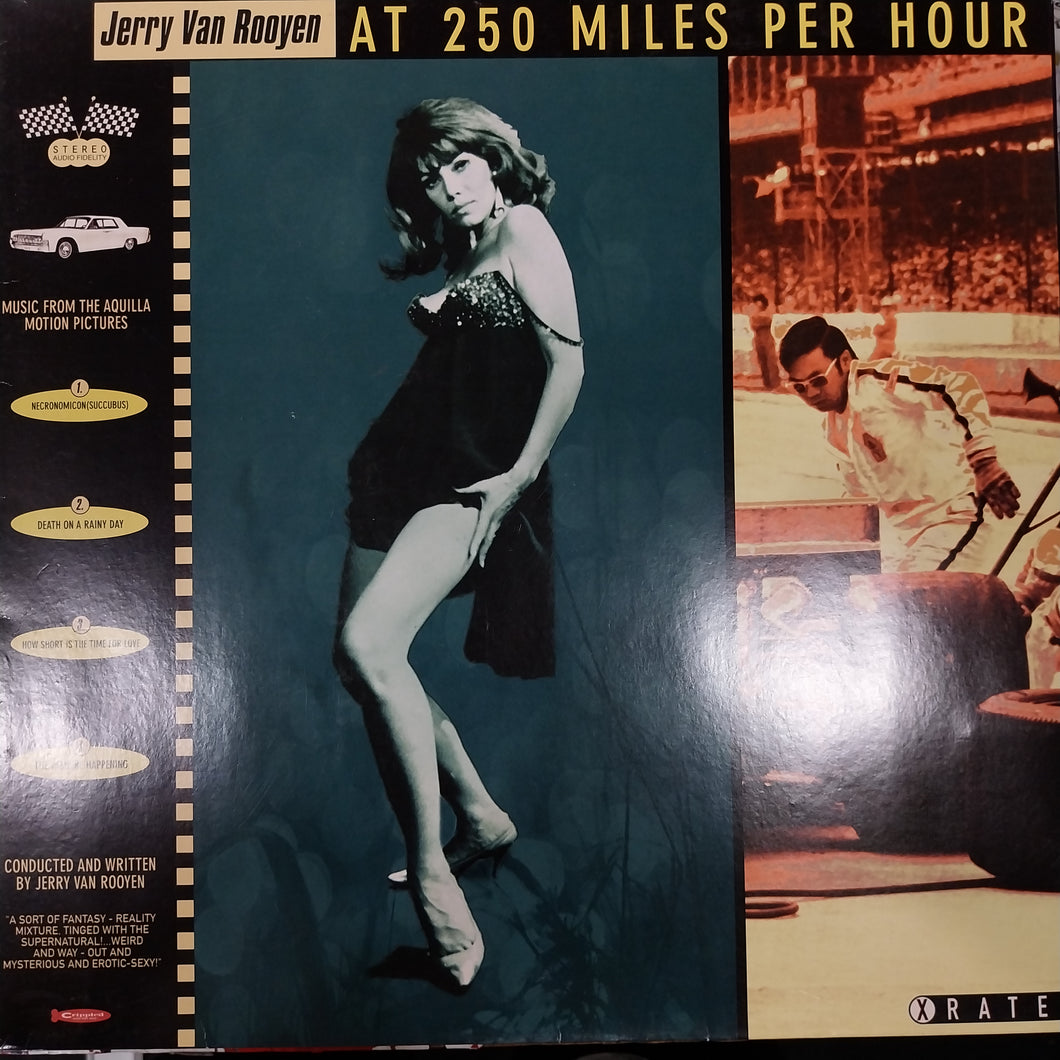 Jerry Van Rooyen
AT 250 MILES PER HOUR
STEREO
AUDIO FIDELITY
MUSIC FROM THE AQUILLA
MOTION PICTURES
1.
NECRONOMICON(SUCCUBUS)
2.
DEATH ON A RAINY DAY
3.
HOW SHORT IS THE TIME FOR LOVE
HAPPENING
CONDUCTED AND WRITTEN
BY JERRY VAN ROOYEN
"A SORT OF FANTASY - REALITY
MIXTURE, TINGED WITH THE
SUPERNATURAL!...WEIRD
AND WAY - OUT AND
MYSTERIOUS AND EROTIC-SEXY!"
Crippled
X RATE